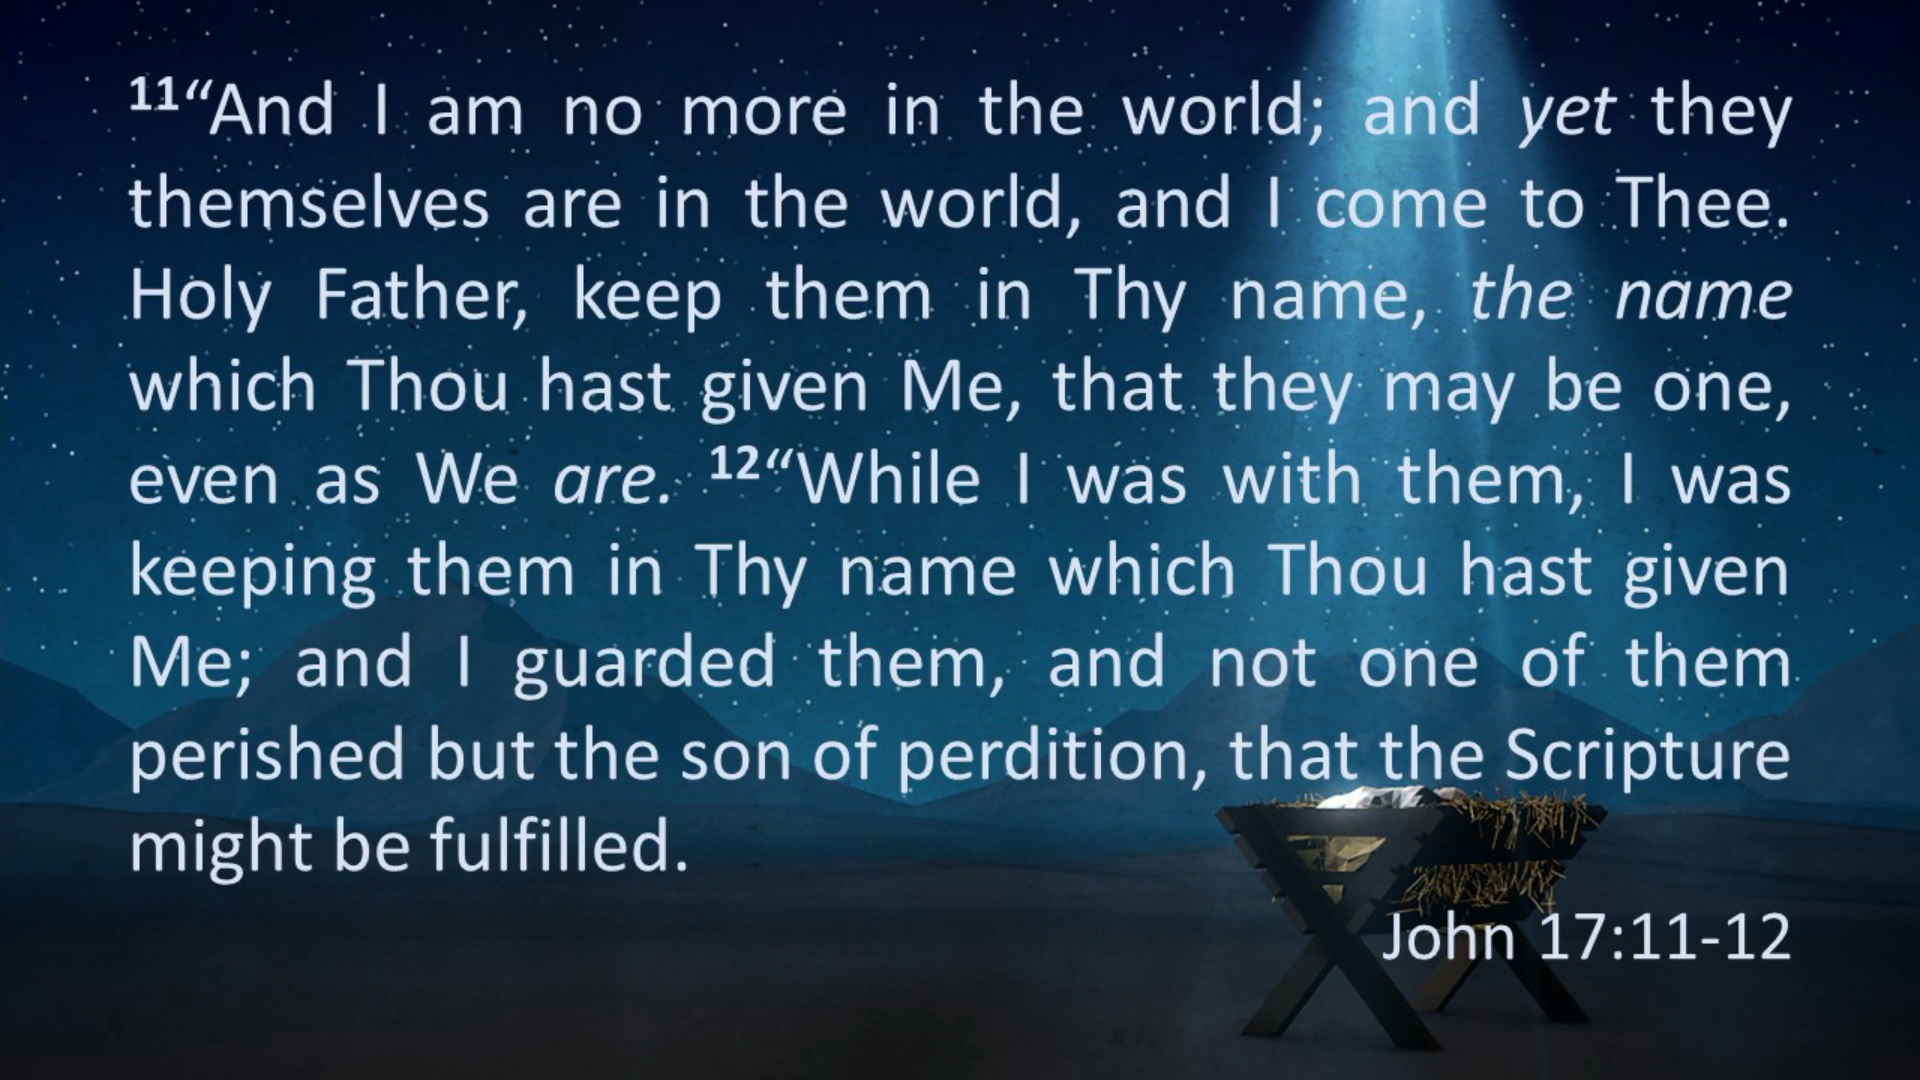 ¹¹“And I am no more in the world; and yet they
themselves are in the world, and I come to Thee.
Holy Father, keep them in Thy name, the name
which Thou hast given Me, that they may be one,
even as We are. ¹²“While I was with them, I was
keeping them in Thy name which Thou hast given
Me; and I guarded them, and not one of them
perished but the son of perdition, that the Scripture
might be fulfilled.
John 17:11-12